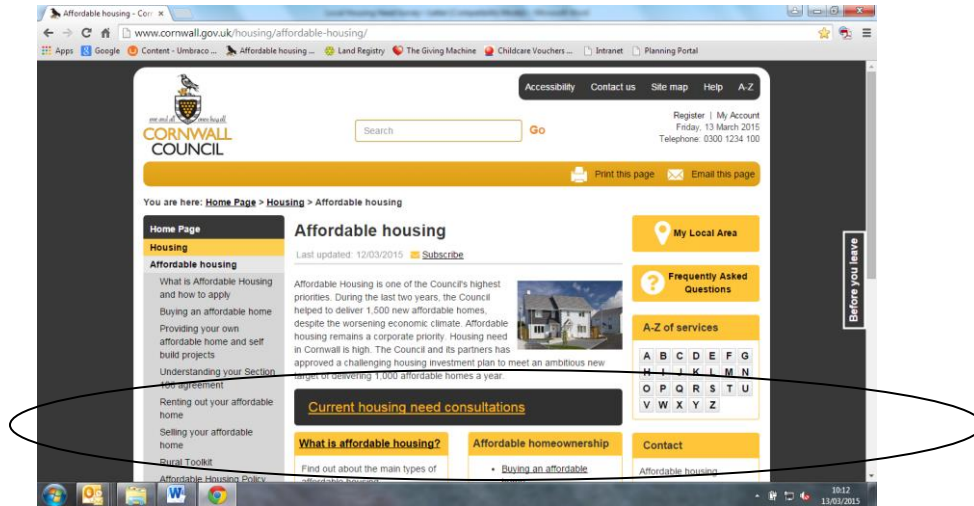 Affordable housing - Corr
www.cornwall.gov.uk/housing/affordable-housing/
Apps Google Content - Umbraco ... Affordable housing ... Land Registry The Giving Machine Childcare Vouchers ... Intranet Planning Portal
Accessibility Contact us Site map Help A-Z
one and all
CORNWALL
COUNCIL
Search Go
Register | My Account
Friday, 13 March 2015
Telephone: 0300 1234 100
Print this page Email this page
You are here: Home Page > Housing > Affordable housing
Home Page
Housing
Affordable housing
What is Affordable Housing
and how to apply
Buying an affordable home
Providing your own
affordable home and self
build projects
Understanding your Section
106 agreement
Renting out your affordable
home
Selling your affordable
home
Rural Toolkit
Affordable Housing Policy
Affordable housing
Last updated: 12/03/2015 Subscribe
Affordable Housing is one of the Council's highest
priorities. During the last two years, the Council
helped to deliver 1,500 new affordable homes,
despite the worsening economic climate. Affordable
housing remains a corporate priority. Housing need
in Cornwall is high. The Council and its partners has
approved a challenging housing investment plan to meet an ambitious new
target of delivering 1,000 affordable homes a year.
Current housing need consultations
What is affordable housing?
Find out about the main types of
affordable housing
Affordable homeownership
Buying an affordable
My Local Area
Frequently Asked
Questions
A-Z of services
A B C D E F G
H I J K L M N
O P Q R S T U
V W X Y Z
Contact
Affordable housing
Before you leave
10:12
13/03/2015